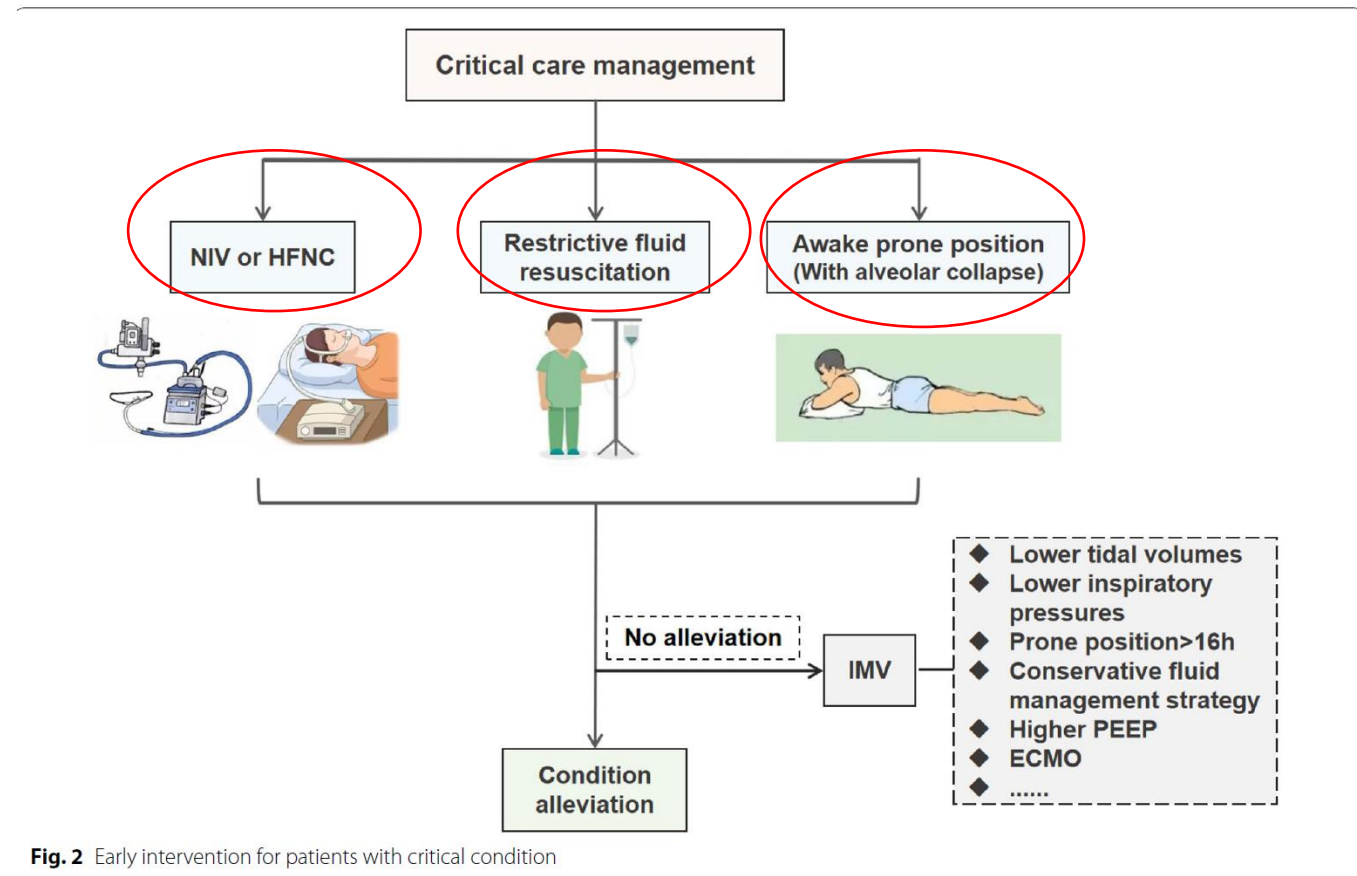 Critical care management
NIV or HFNC
Restrictive fluid
resuscitation
Awake prone position
(With alveolar collapse)
No alleviation
IMV
◆ Lower tidal volumes
◆ Lower inspiratory
pressures
◆ Prone position>16h
◆ Conservative fluid
management strategy
◆ Higher PEEP
◆ ECMO
◆ ......
Condition
alleviation
Fig. 2 Early intervention for patients with critical condition